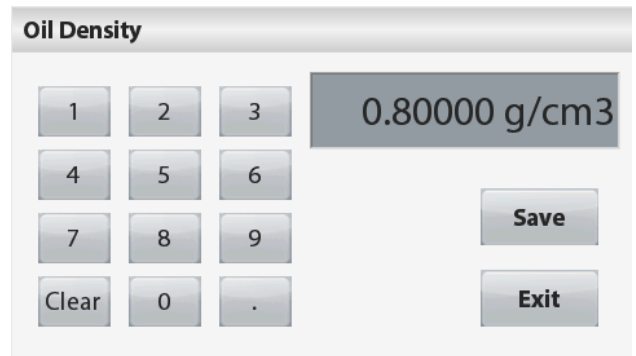 Oil Density
1 2 3
0.80000 g/cm3
4 5 6
7 8 9
Save
Clear 0 .
Exit